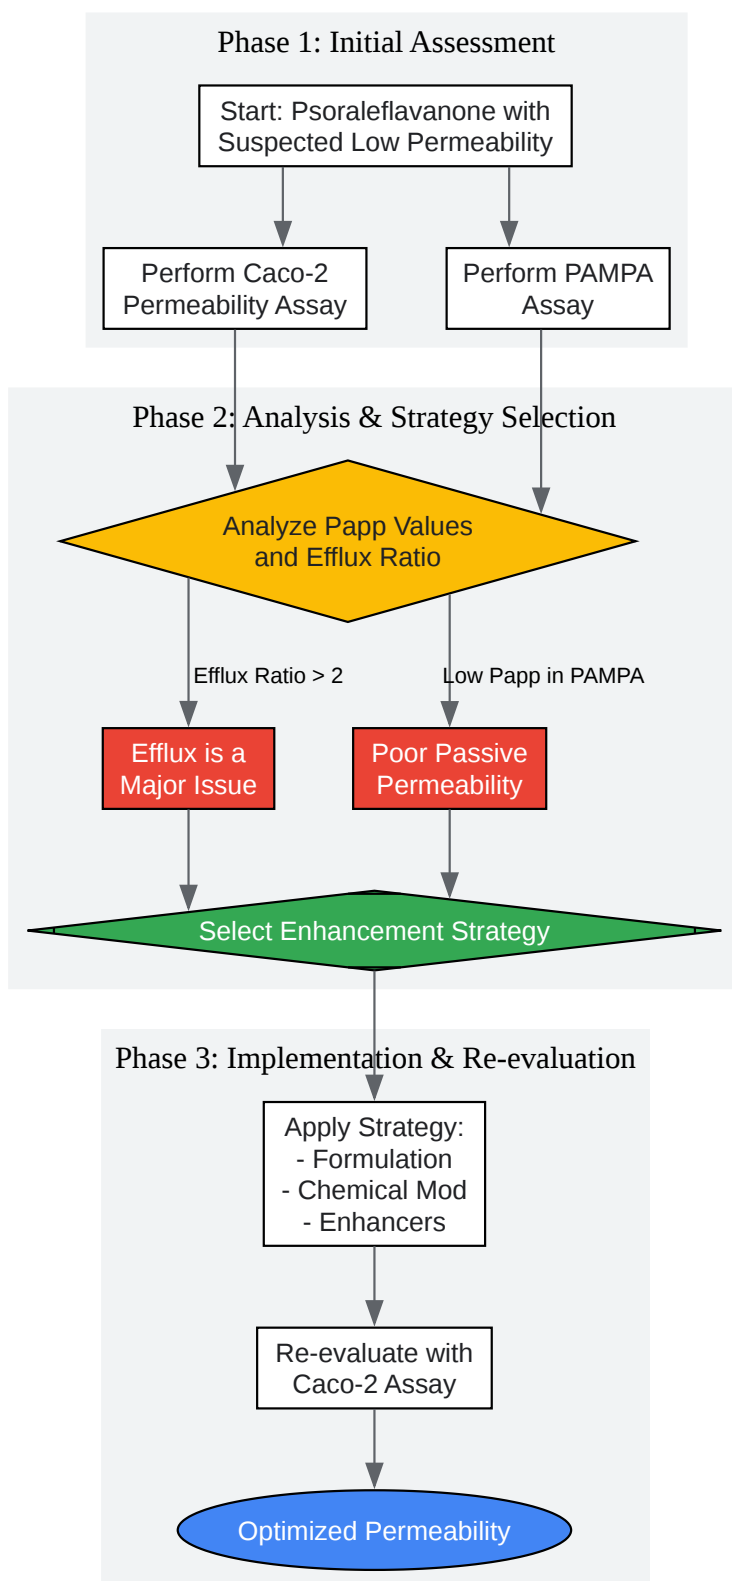 Phase 1: Initial Assessment
Start: Psoraleflavanone with
Suspected Low Permeability
Perform Caco-2
Permeability Assay
Perform PAMPA
Assay
Phase 2: Analysis & Strategy Selection
Analyze Papp Values
and Efflux Ratio
Efflux Ratio > 2
Low Papp in PAMPA
Efflux is a
Major Issue
Poor Passive
Permeability
Select Enhancement Strategy
Phase 3: Implementation & Re-evaluation
Apply Strategy:
- Formulation
- Chemical Mod
- Enhancers
Re-evaluate with
Caco-2 Assay
Optimized Permeability